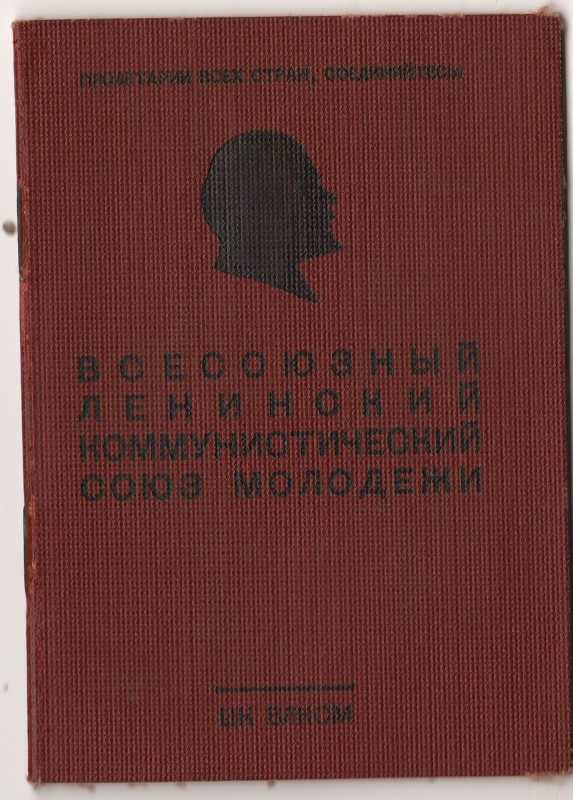 ПРОЛЕТАРИИ ВСЕХ СТРАН, СОЕДИНЯЙТЕСЬ!
ВСЕСОЮЗНЫЙ
ЛЕНИНСКИЙ
КОММУНИСТИЧЕСКИЙ
СОЮЗ МОЛОДЕЖИ
ЦК ВЛКСМ